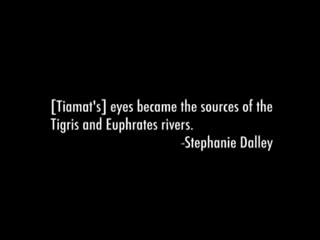 [Tiamat's] eyes became the sources of the
Tigris and Euphrates rivers.
-Stephanie Dalley